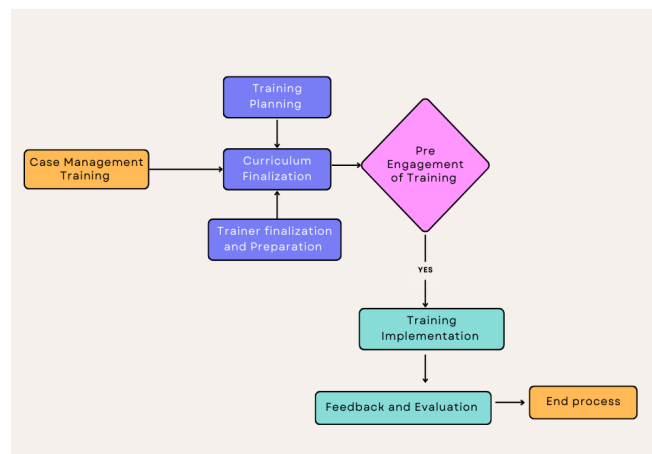 Training
Planning
Case Management
Training
Curriculum
Finalization
Pre
Engagement
of Training
Trainer finalization
and Preparation
YES
Training
Implementation
Feedback and Evaluation
End process